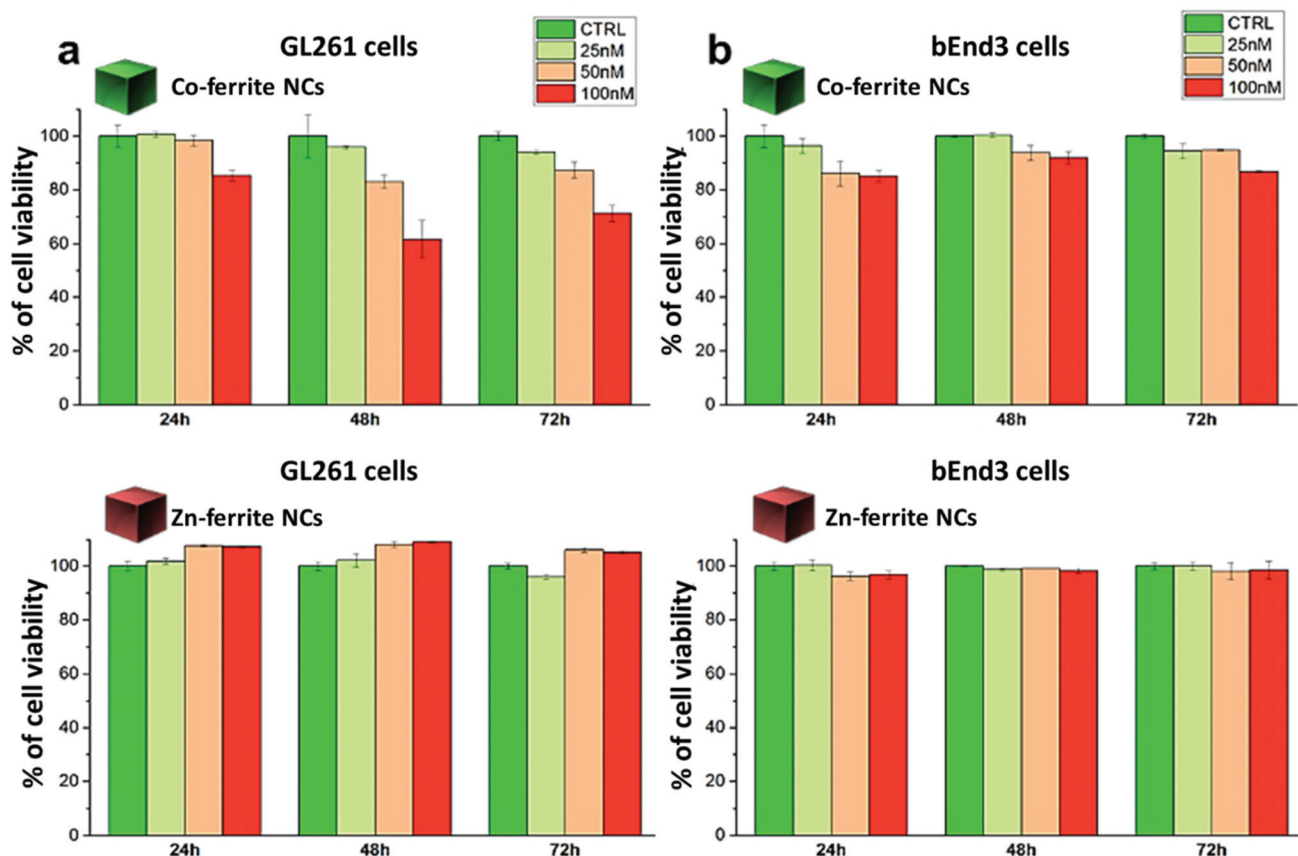 a
GL261 cells
CTRL
25nM
50nM
100nM
Co-ferrite NCs
% of cell viability
100
80
60
40
20
0
24h
48h
72h
b
bEnd3 cells
CTRL
25nM
50nM
100nM
Co-ferrite NCs
% of cell viability
100
80
60
40
20
0
24h
48h
72h
GL261 cells
Zn-ferrite NCs
% of cell viability
100
80
60
40
20
0
24h
48h
72h
bEnd3 cells
Zn-ferrite NCs
% of cell viability
100
80
60
40
20
0
24h
48h
72h